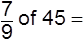 7/9 of 45 =